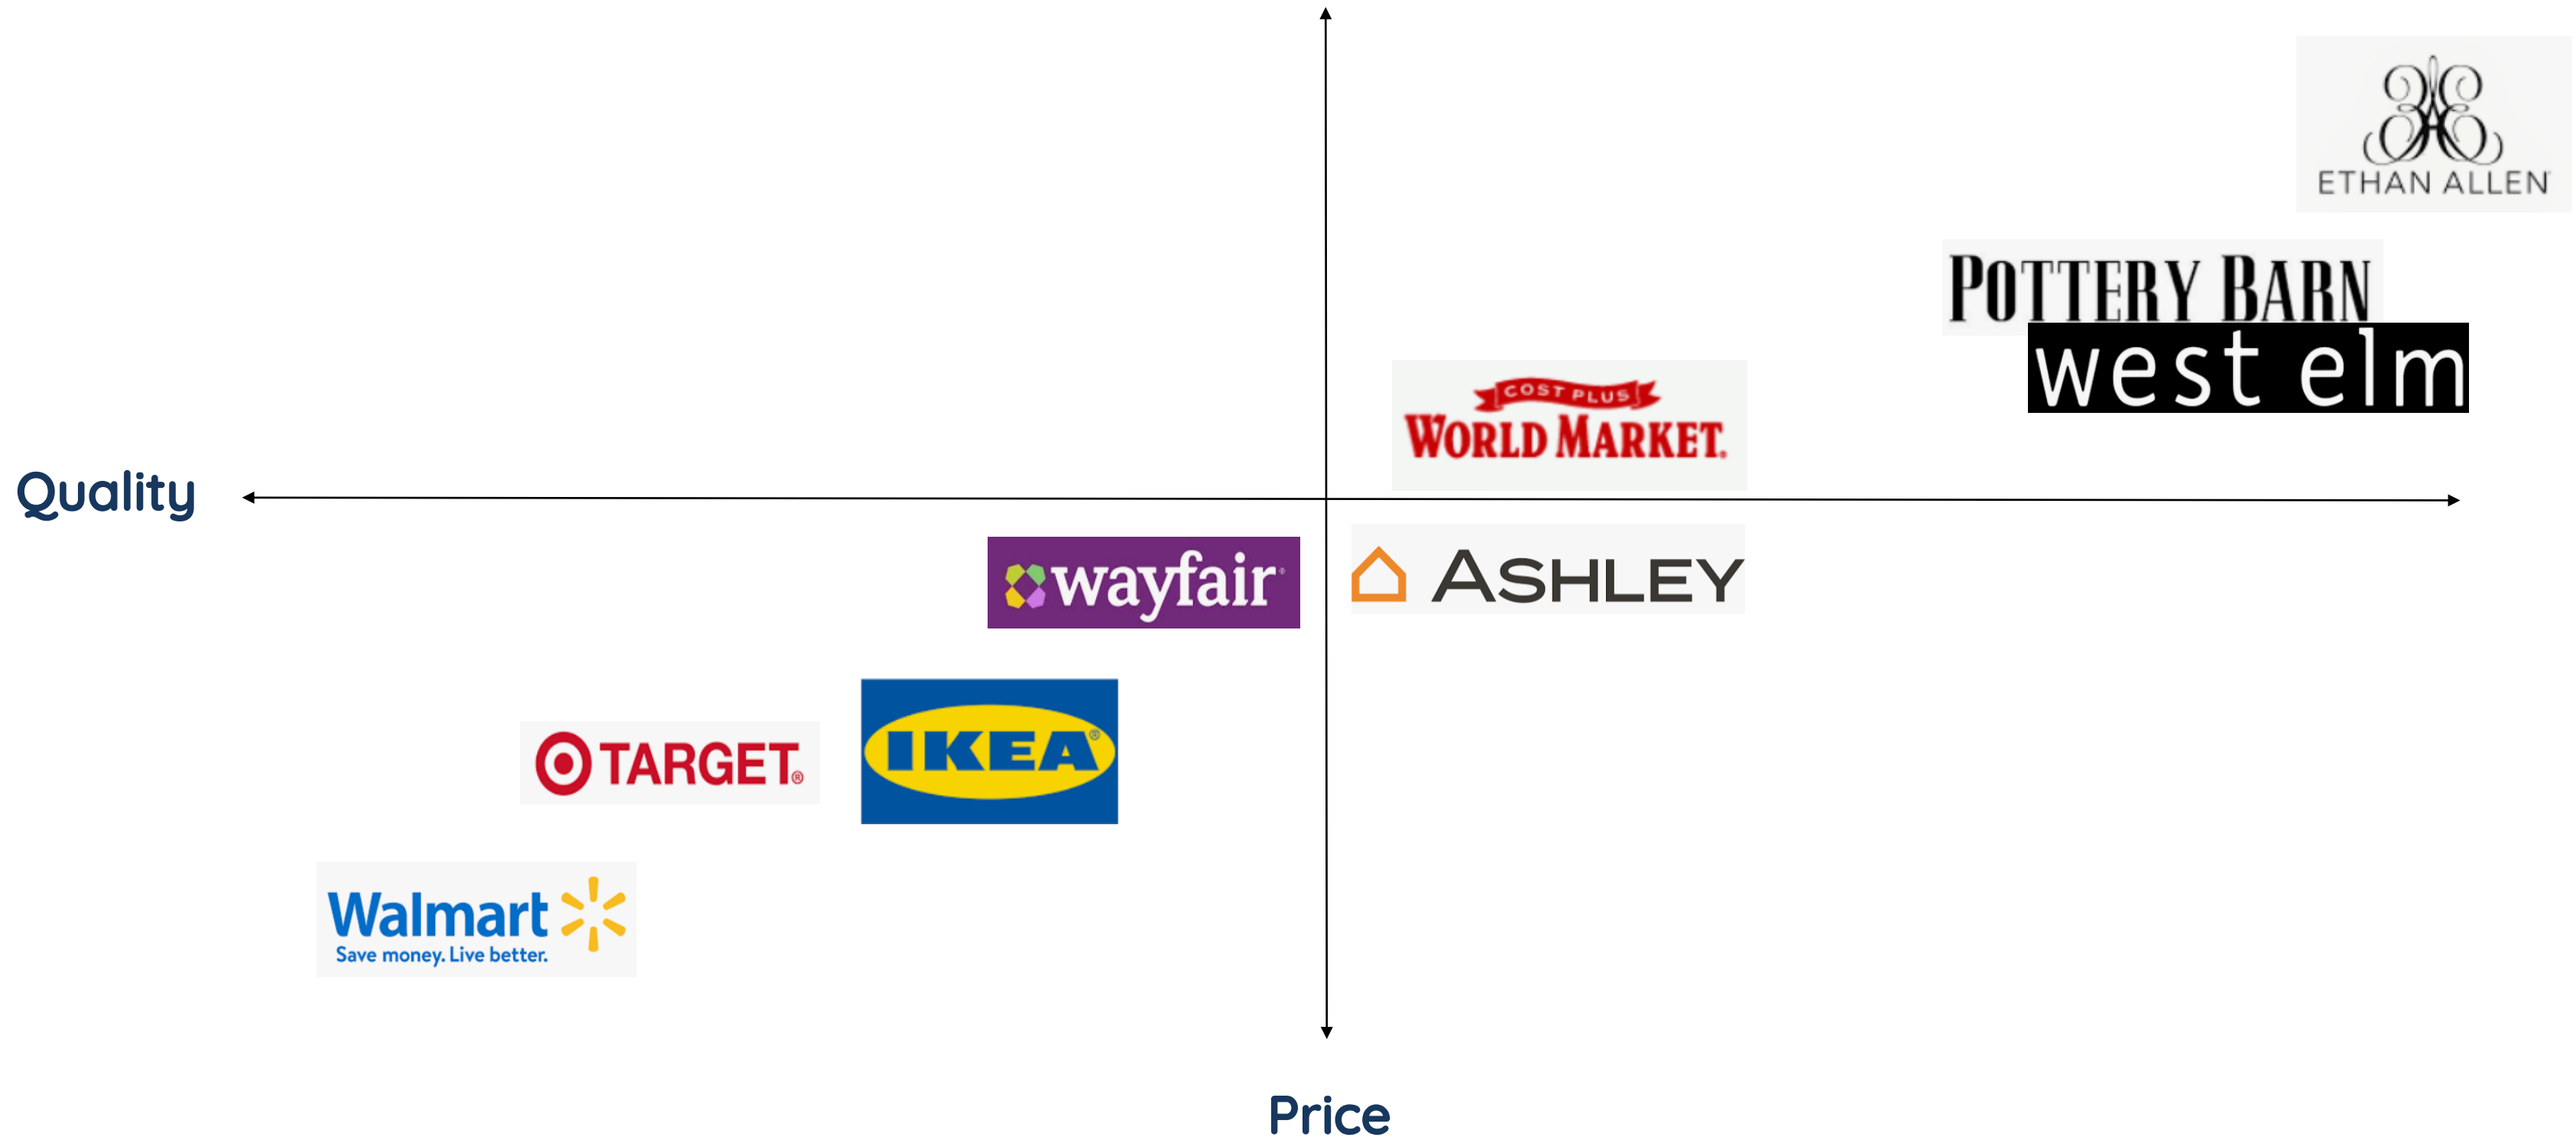 ETHAN ALLEN
POTTERY BARN
west elm
COST PLUS
WORLD MARKET®
Quality
wayfair®
ASHLEY
TARGET®
IKEA®
Walmart
Save money. Live better.
Price